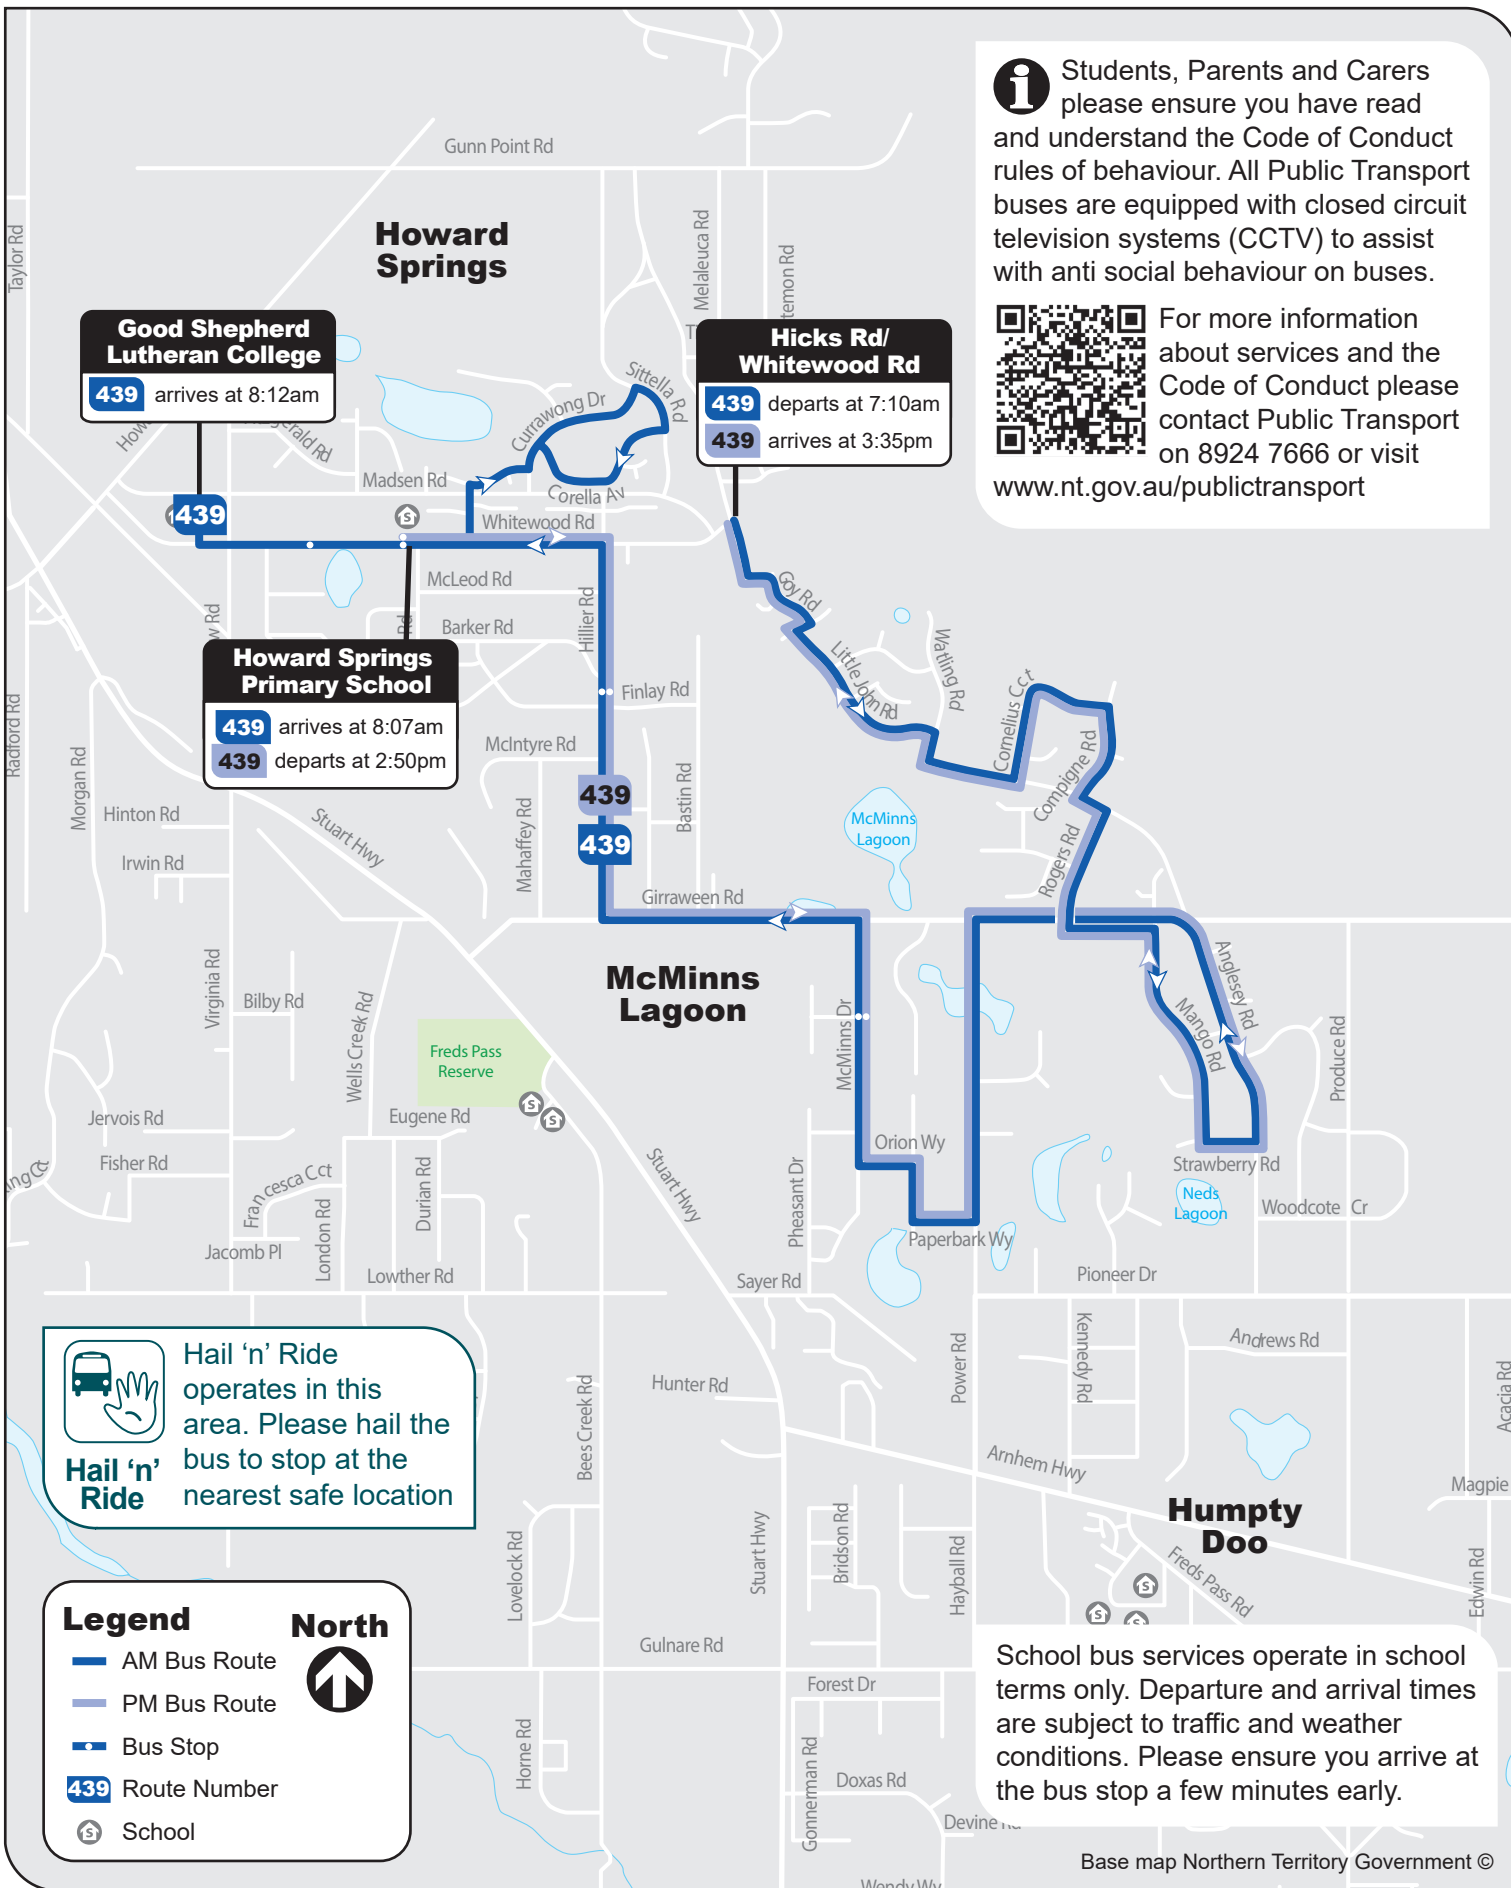 Students, Parents and Carers
please ensure you have read
and understand the Code of Conduct
rules of behaviour. All Public Transport
buses are equipped with closed circuit
television systems (CCTV) to assist
with anti social behaviour on buses.
For more information
about services and the
Code of Conduct please
contact Public Transport
on 8924 7666 or visit
www.nt.gov.au/publictransport
Gunn Point Rd
Taylor Rd
Howard
Springs
Melaleuca Rd
Good Shepherd
Lutheran College
439 arrives at 8:12am
Hicks Rd/
Whitewood Rd
439 departs at 7:10am
439 arrives at 3:35pm
Sittella Rd
Currawong Dr
Madsen Rd
Corella Av
439
Whitewood Rd
McLeod Rd
Goy Rd
Hillier Rd
Barker Rd
Little John Rd
Watling Rd
Howard Springs
Primary School
439 arrives at 8:07am
439 departs at 2:50pm
Finlay Rd
Cornelius Cct
Radford Rd
Morgan Rd
McIntyre Rd
Compigne Rd
439
439
Bastin Rd
Hinton Rd
Stuart Hwy
Mahaffey Rd
McMinns
Lagoon
Irwin Rd
Rogers Rd
Girraween Rd
McMinns
Lagoon
Virginia Rd
Bilby Rd
Wells Creek Rd
McMinns Dr
Anglesey Rd
Mango Rd
Produce Rd
Freds Pass
Reserve
Jervois Rd
Eugene Rd
Orion Wy
Fisher Rd
Francesca Cct
London Rd
Durian Rd
Stuart Hwy
Pheasant Dr
Strawberry Rd
Neds
Lagoon
Woodcote Cr
Jacomb Pl
Paperbark Wy
Lowther Rd
Sayer Rd
Pioneer Dr
Hail ‘n’
Ride
Hail ‘n’ Ride
operates in this
area. Please hail the
bus to stop at the
nearest safe location
Kennedy Rd
Andrews Rd
Power Rd
Hunter Rd
Bees Creek Rd
Acacia Rd
Arnhem Hwy
Magpie
Humpty
Doo
Lovelock Rd
Stuart Hwy
Bridson Rd
Hayball Rd
Freds Pass Rd
Edwin Rd
Legend
North
AM Bus Route
PM Bus Route
Bus Stop
439 Route Number
School
Gulnare Rd
Forest Dr
Horne Rd
Gonneman Rd
Doxas Rd
Devine
Wendy Wy
School bus services operate in school
terms only. Departure and arrival times
are subject to traffic and weather
conditions. Please ensure you arrive at
the bus stop a few minutes early.
Base map Northern Territory Government ©